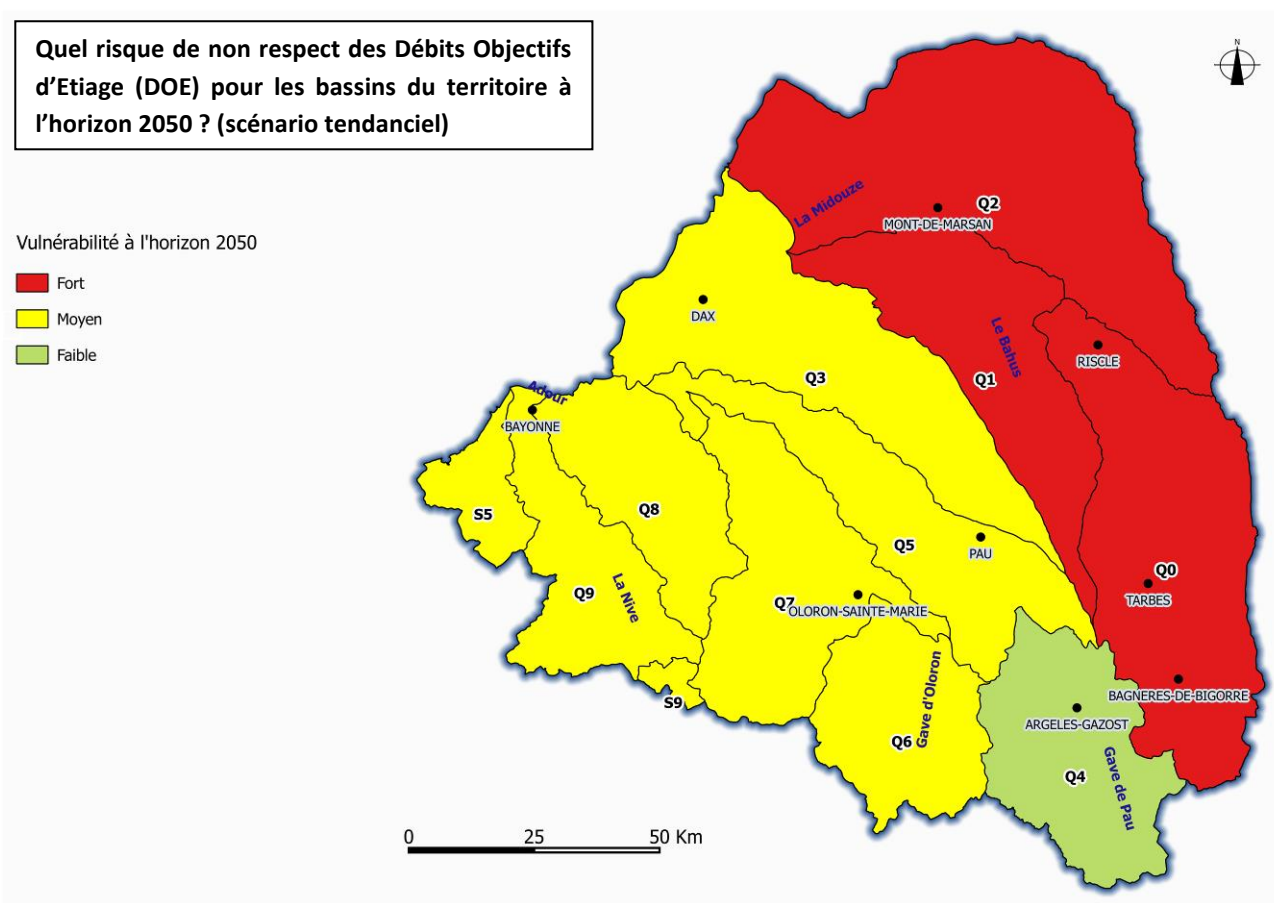 Quel risque de non respect des Débits Objectifs
d'Etiage (DOE) pour les bassins du territoire à
l'horizon 2050 ? (scénario tendanciel)
N
Vulnérabilité à l'horizon 2050
Fort
Moyen
Faible
La Midouze
Q2
MONT-DE-MARSAN
DAX
Le Bahus
RISCLE
Q3
Q1
Adour
BAYONNE
S5
Q8
Q5
PAU
Q0
TARBES
Q9
La Nive
Q7
OLORON-SAINTE-MARIE
S9
Gave d'Oloron
Q6
BAGNERES-DE-BIGORRE
ARGELES-GAZOST
Q4
Gave de Pau
0 25 50 Km